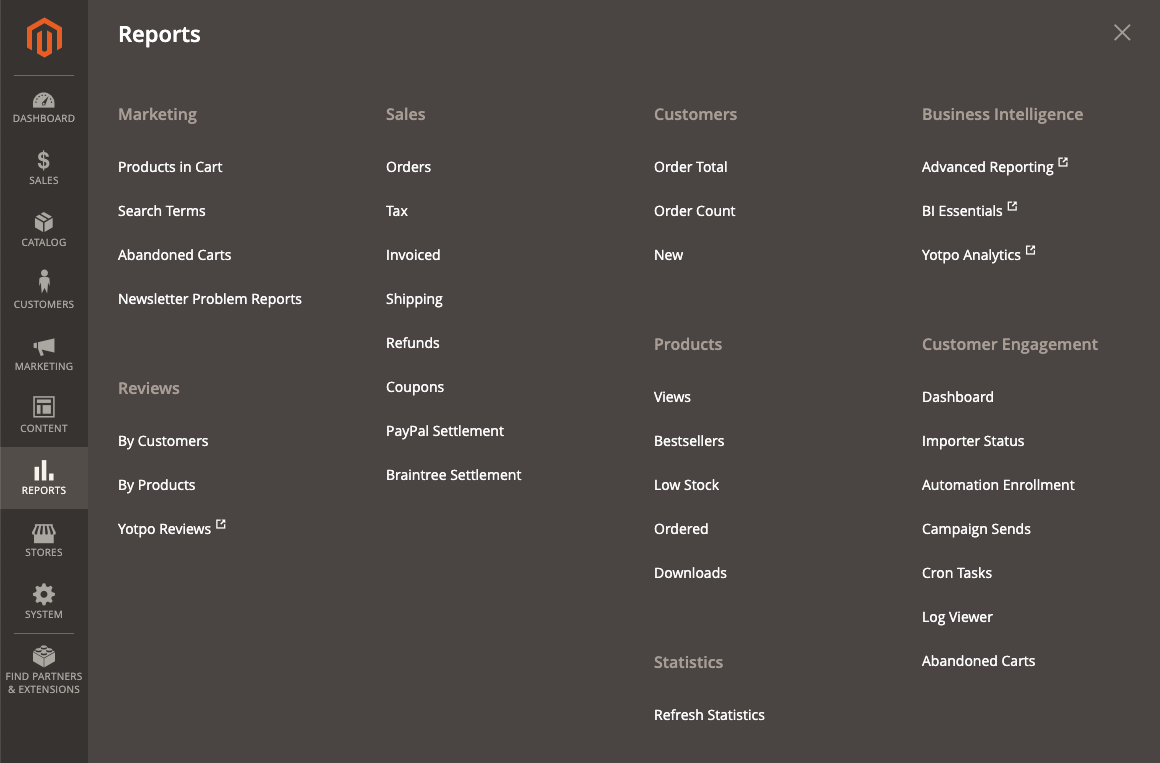 DASHBOARD
SALES
CATALOG
CUSTOMERS
MARKETING
CONTENT
REPORTS
STORES
SYSTEM
FIND PARTNERS
& EXTENSIONS
Reports
Marketing
Products in Cart
Search Terms
Abandoned Carts
Newsletter Problem Reports
Reviews
By Customers
By Products
Yotpo Reviews
Sales
Orders
Tax
Invoiced
Shipping
Refunds
Coupons
PayPal Settlement
Braintree Settlement
Customers
Order Total
Order Count
New
Products
Views
Bestsellers
Low Stock
Ordered
Downloads
Statistics
Refresh Statistics
Business Intelligence
Advanced Reporting
BI Essentials
Yotpo Analytics
Customer Engagement
Dashboard
Importer Status
Automation Enrollment
Campaign Sends
Cron Tasks
Log Viewer
Abandoned Carts